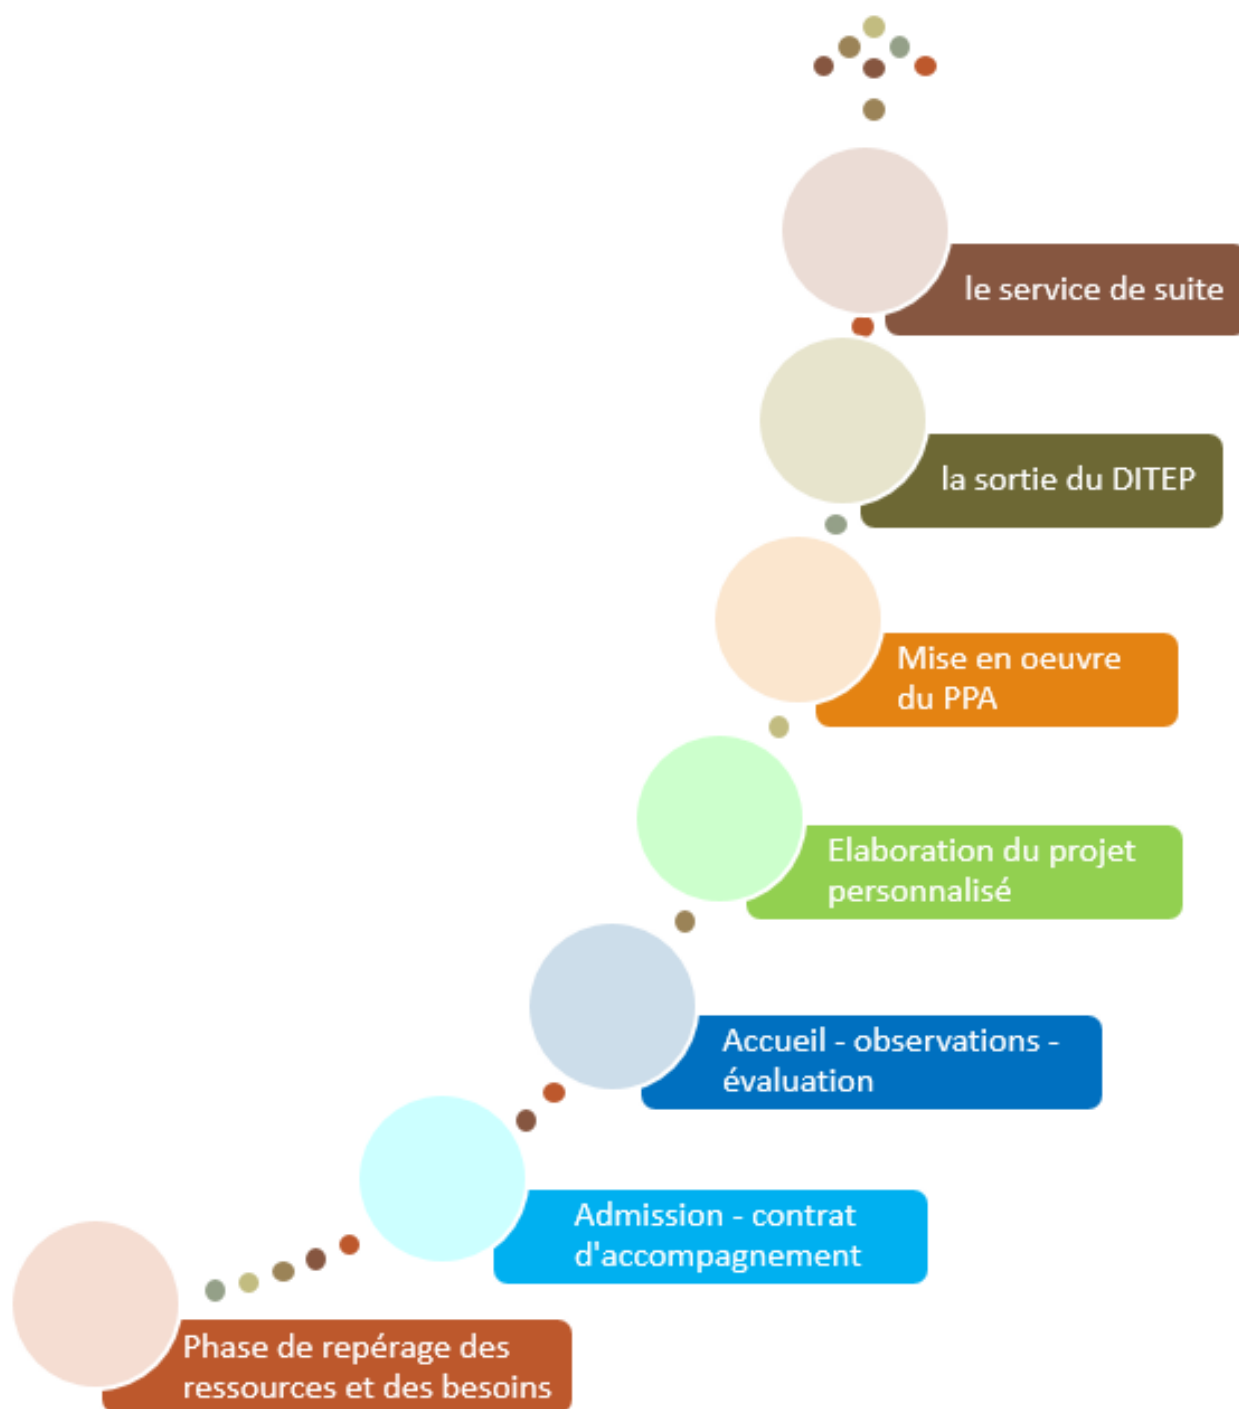 le service de suite
la sortie du DITEP
Mise en oeuvre
du PPA
Elaboration du projet
personnalisé
Accueil - observations -
évaluation
Admission - contrat
d'accompagnement
Phase de repérage des
ressources et des besoins